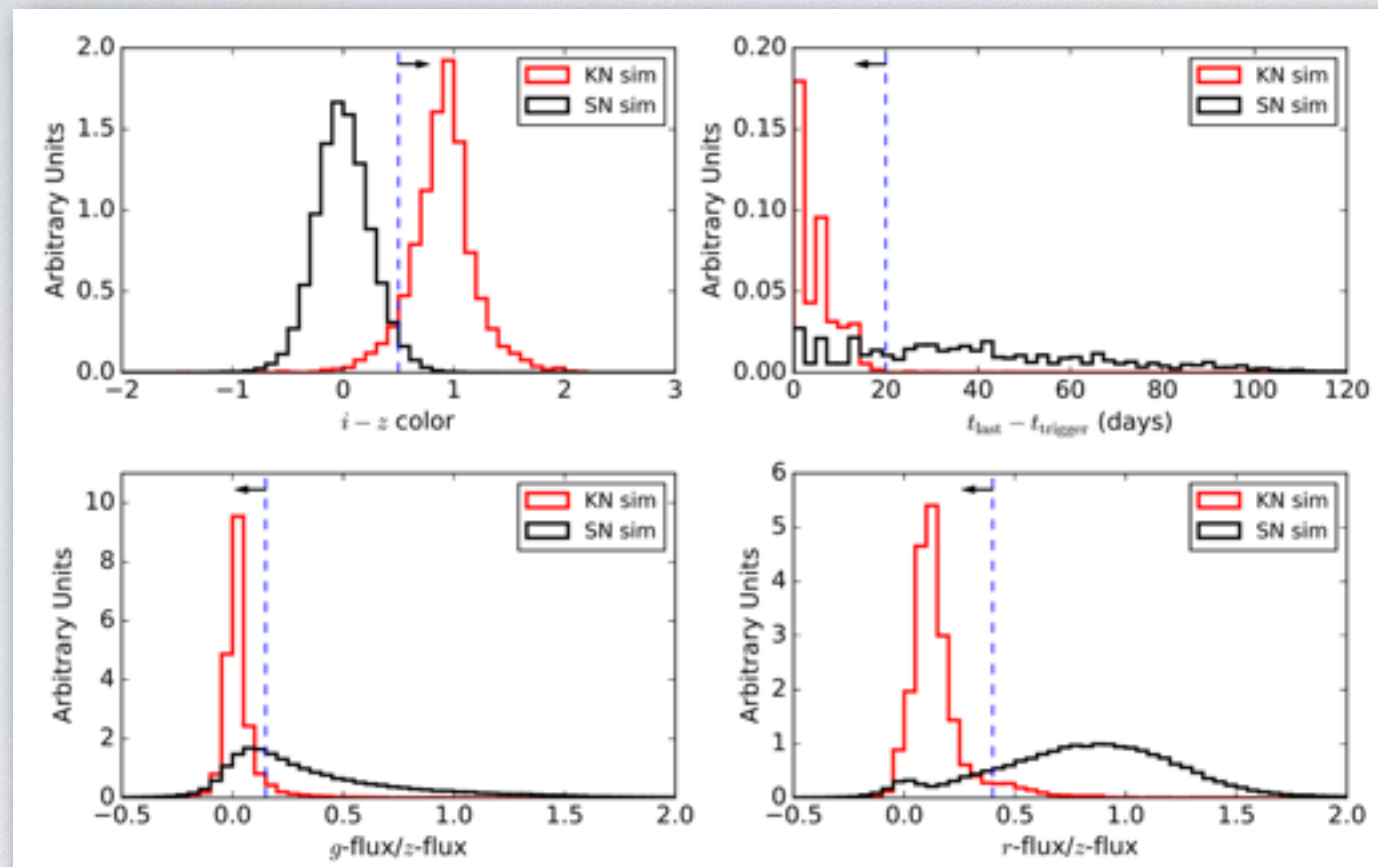 2.0
1.5
1.0
0.5
0.0
Arbitrary Units
KN sim
SN sim
−2 −1 0 1 2 3
i − z color
0.20
0.15
0.10
0.05
0.00
Arbitrary Units
KN sim
SN sim
0 20 40 60 80 100 120
t_last − t_trigger (days)
10
8
6
4
2
0
Arbitrary Units
KN sim
SN sim
−0.5 0.0 0.5 1.0 1.5 2.0
g-flux/z-flux
6
5
4
3
2
1
0
Arbitrary Units
KN sim
SN sim
−0.5 0.0 0.5 1.0 1.5 2.0
r-flux/z-flux